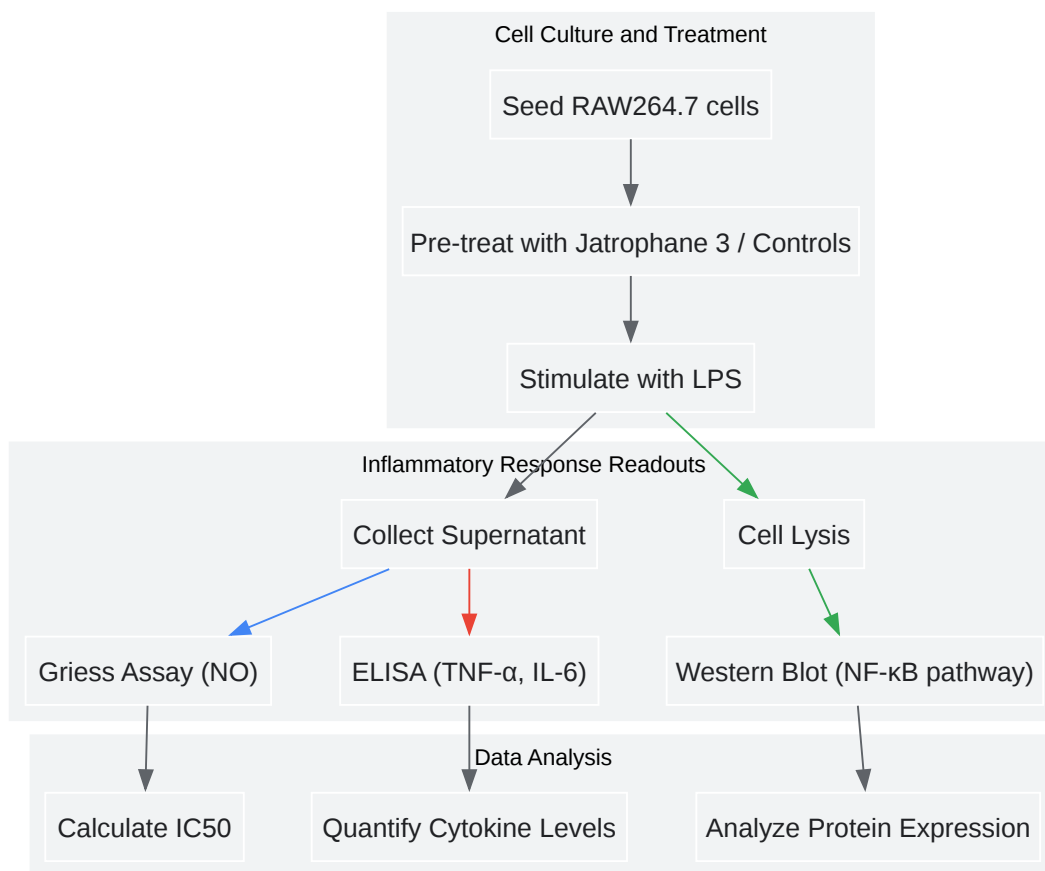 Cell Culture and Treatment
Seed RAW264.7 cells
Pre-treat with Jatrophane 3 / Controls
Stimulate with LPS
Inflammatory Response Readouts
Collect Supernatant
Cell Lysis
Griess Assay (NO)
ELISA (TNF-α, IL-6)
Western Blot (NF-κB pathway)
Data Analysis
Calculate IC50
Quantify Cytokine Levels
Analyze Protein Expression